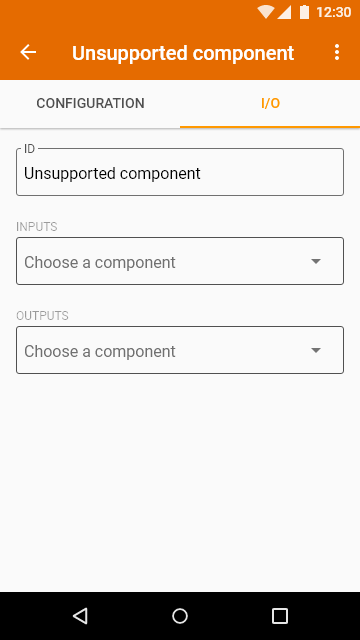 12:30
Unsupported component
CONFIGURATION
I/O
ID
Unsupported component
INPUTS
Choose a component
OUTPUTS
Choose a component